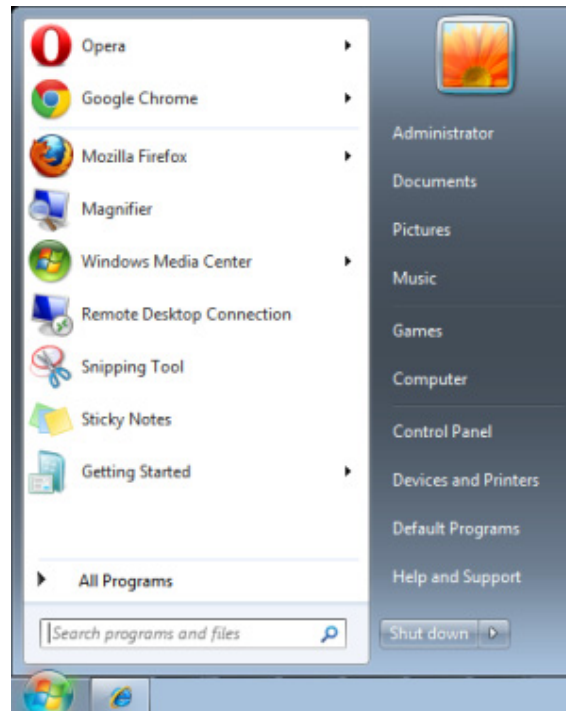 Opera
Google Chrome
Mozilla Firefox
Magnifier
Windows Media Center
Remote Desktop Connection
Snipping Tool
Sticky Notes
Getting Started
All Programs
Search programs and files
Administrator
Documents
Pictures
Music
Games
Computer
Control Panel
Devices and Printers
Default Programs
Help and Support
Shut down